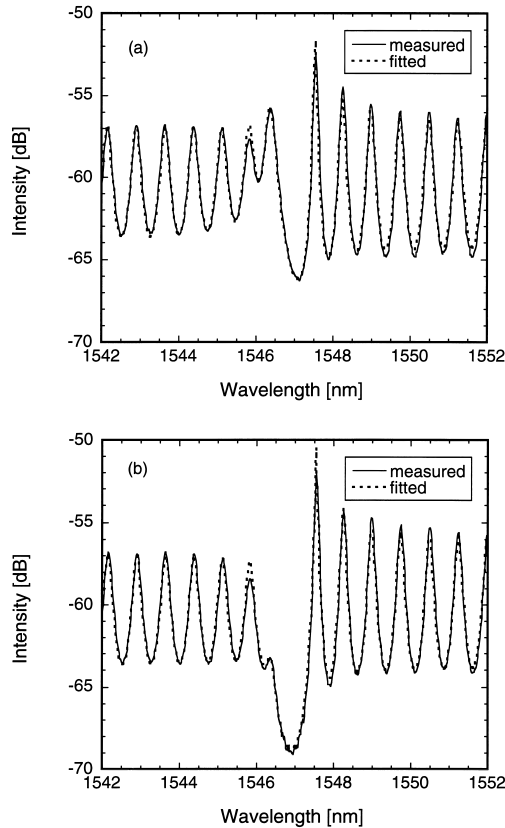 -50
(a)
measured
fitted
-55
-60
-65
-70
Intensity [dB]
1542
1544
1546
1548
1550
1552
Wavelength [nm]
-50
(b)
measured
fitted
-55
-60
-65
-70
Intensity [dB]
1542
1544
1546
1548
1550
1552
Wavelength [nm]